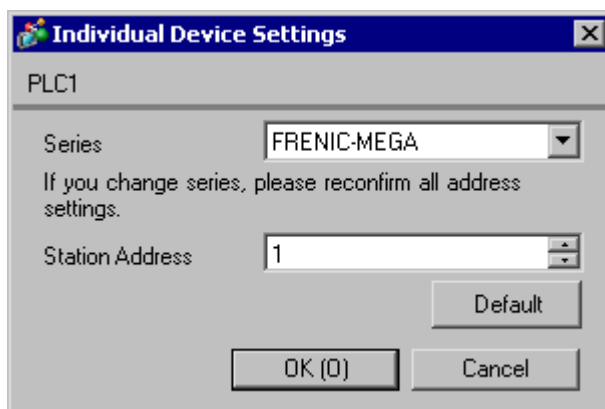 Individual Device Settings
PLC1
Series
FRENIC-MEGA
If you change series, please reconfirm all address
settings.
Station Address
1
Default
OK (O)
Cancel